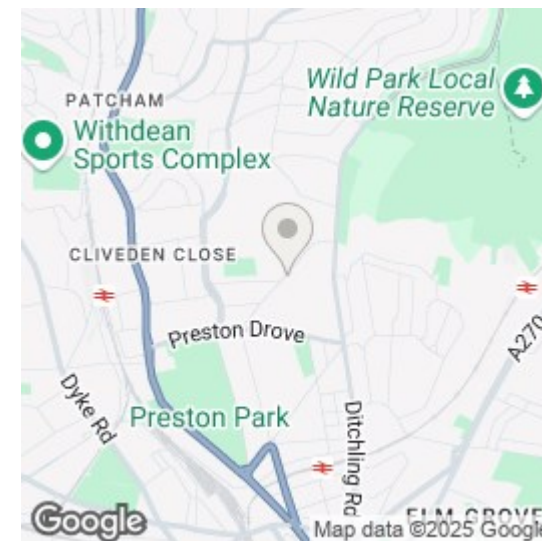 Wild Park Local
Nature Reserve
PATCHAM
Withdean
Sports Complex
CLIVEDEN CLOSE
Preston Drove
A270
Dyke Rd
Preston Park
Ditchling Rd
ELM GROVE
Google
Map data ©2025 Google